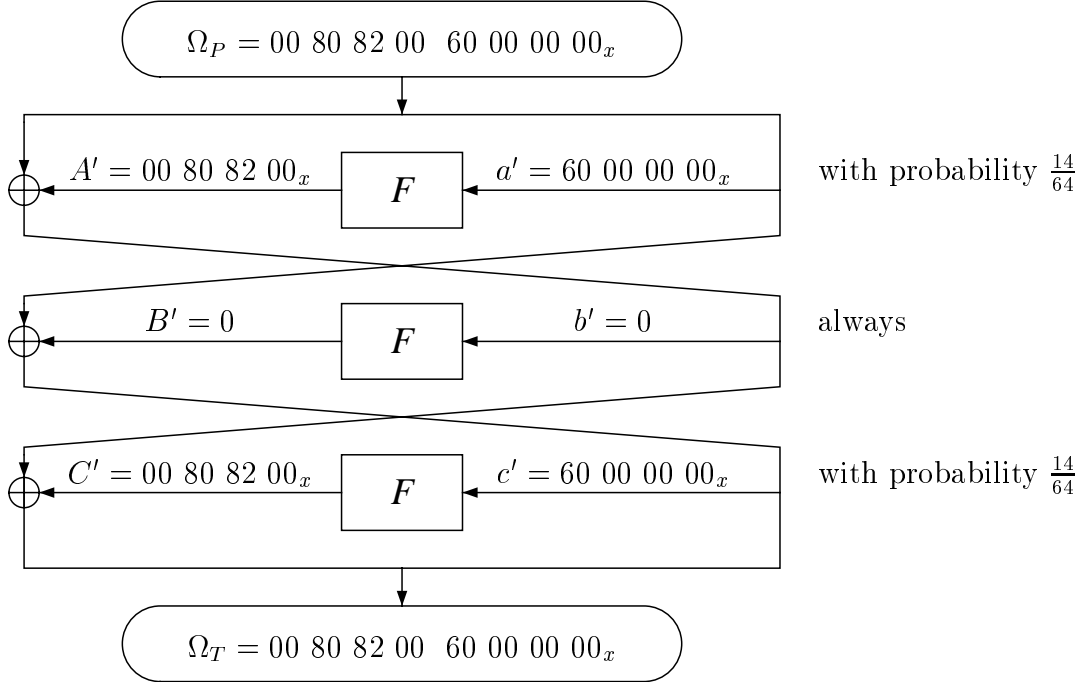 Ω_P = 00 80 82 00 60 00 00 00_x
A' = 00 80 82 00_x F a' = 60 00 00 00_x with probability 14/64
B' = 0 F b' = 0 always
C' = 00 80 82 00_x F c' = 60 00 00 00_x with probability 14/64
Ω_T = 00 80 82 00 60 00 00 00_x